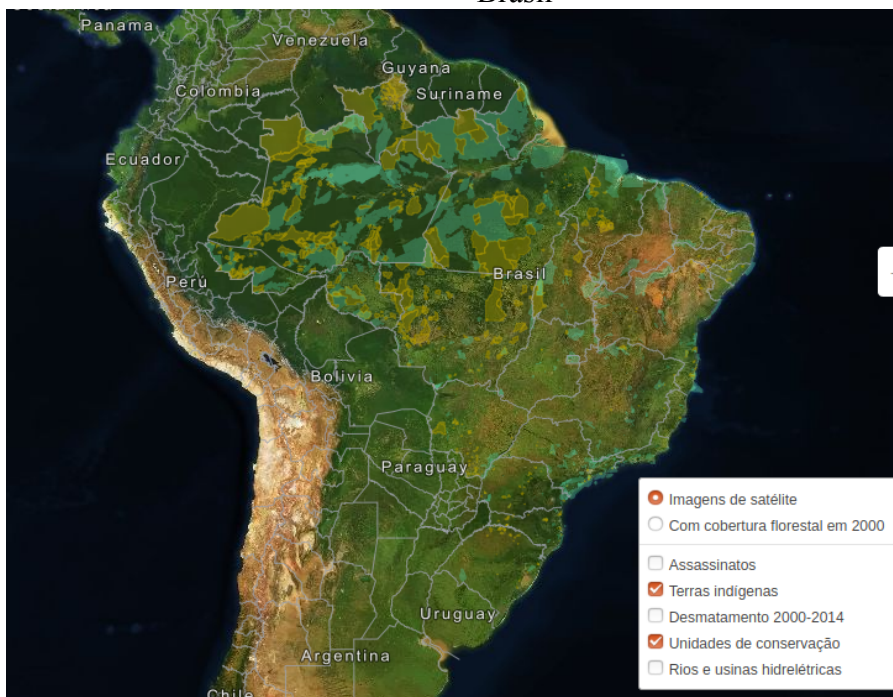 Brasil
Panama
Venezuela
Guyana
Suriname
Colombia
Ecuador
Perú
Brasil
Bolivia
Paraguay
Uruguay
Argentina
Chile
Imagens de satélite
Com cobertura florestal em 2000
Assassinatos
Terras indígenas
Desmatamento 2000-2014
Unidades de conservação
Rios e usinas hidrelétricas